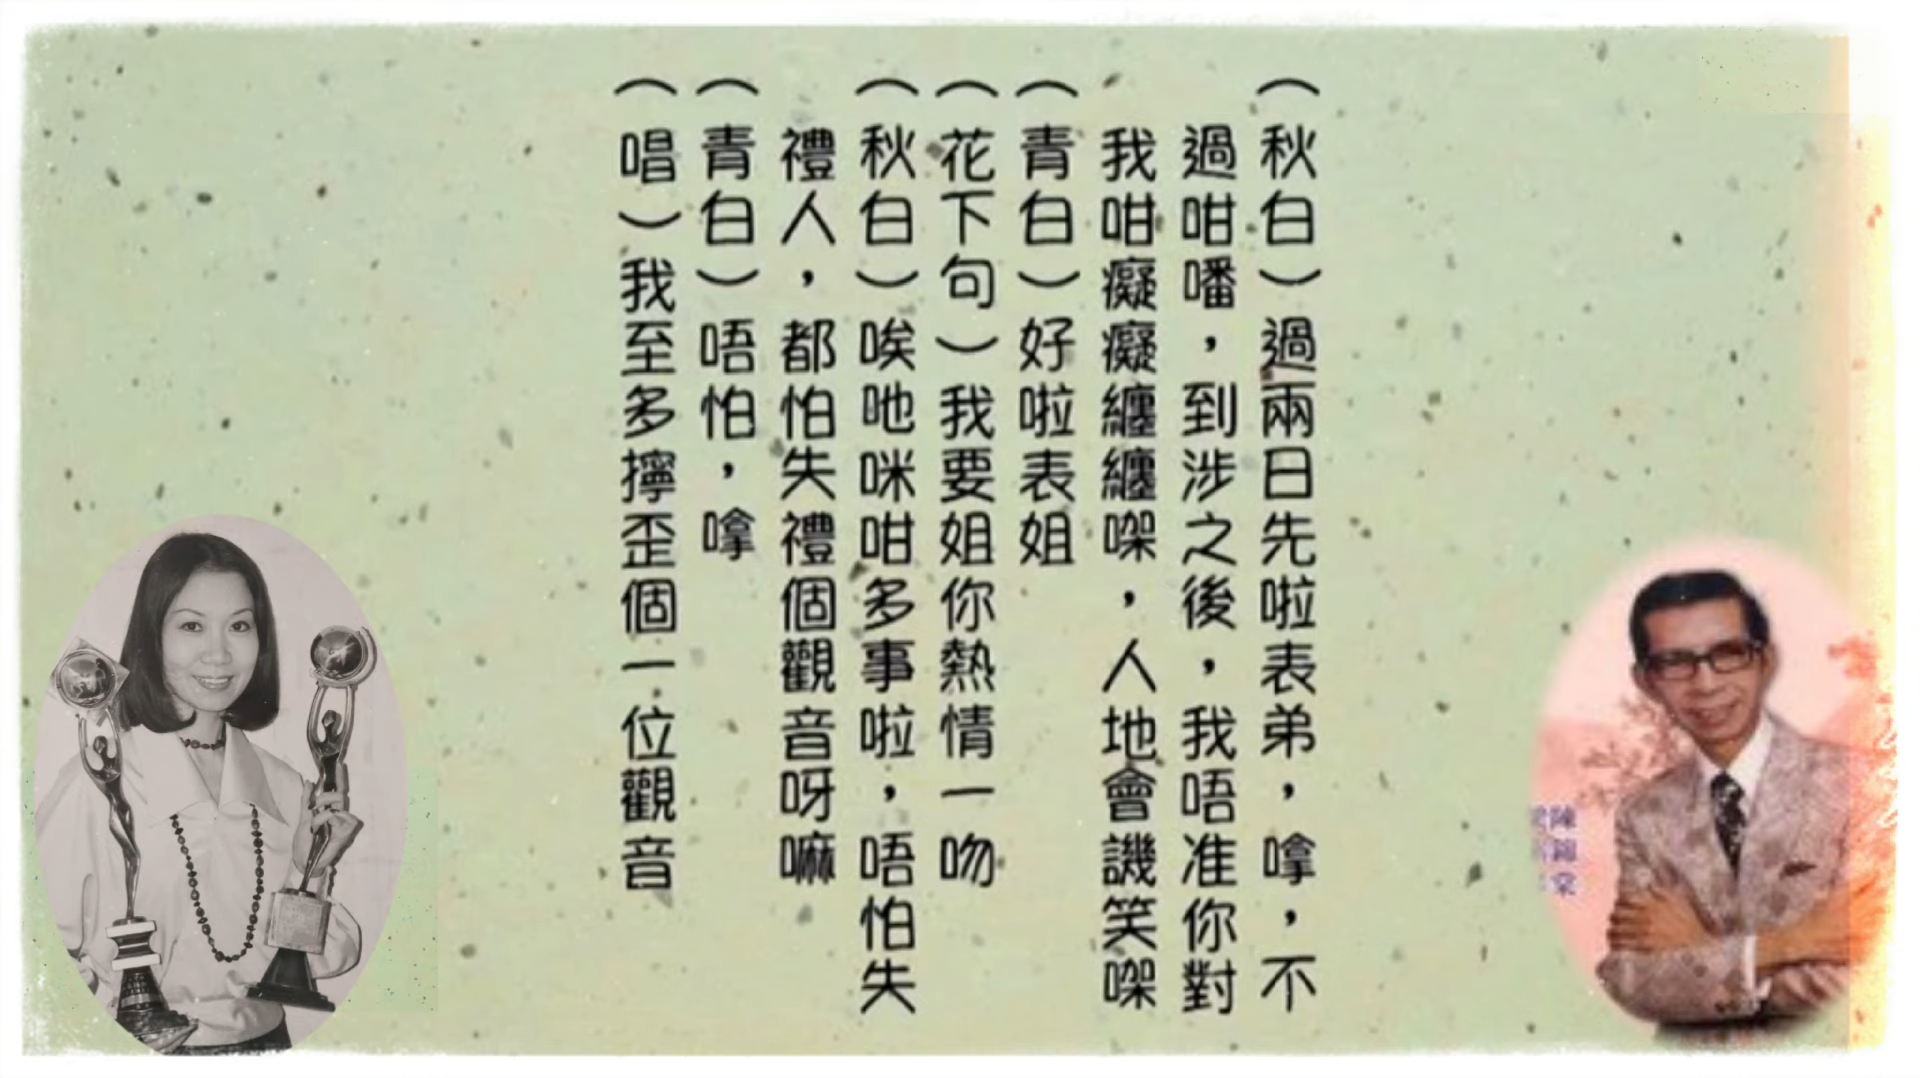 （秋白）過兩日先啦表弟，嗱，不
過咁噃，到涉之後，我唔准你對
我咁癡癡纏纏㗎，人地會譏笑㗎
（青白）好啦表姐
（花下句）我要姐你熱情一吻
（秋白）唉吔咪咁多事啦，唔怕失
禮人，都怕失禮個觀音呀嘛
（青白）唔怕，嗱
（唱）我至多擰歪個一位觀音
陳錦棠